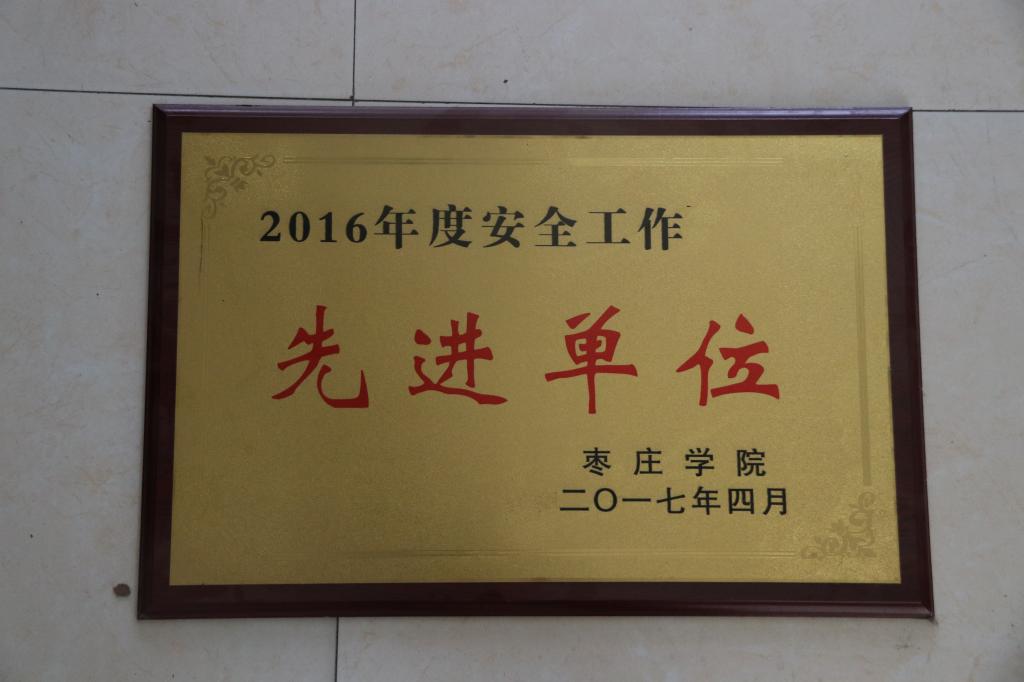 2016年度安全工作
先进单位
枣庄学院
二〇一七年四月